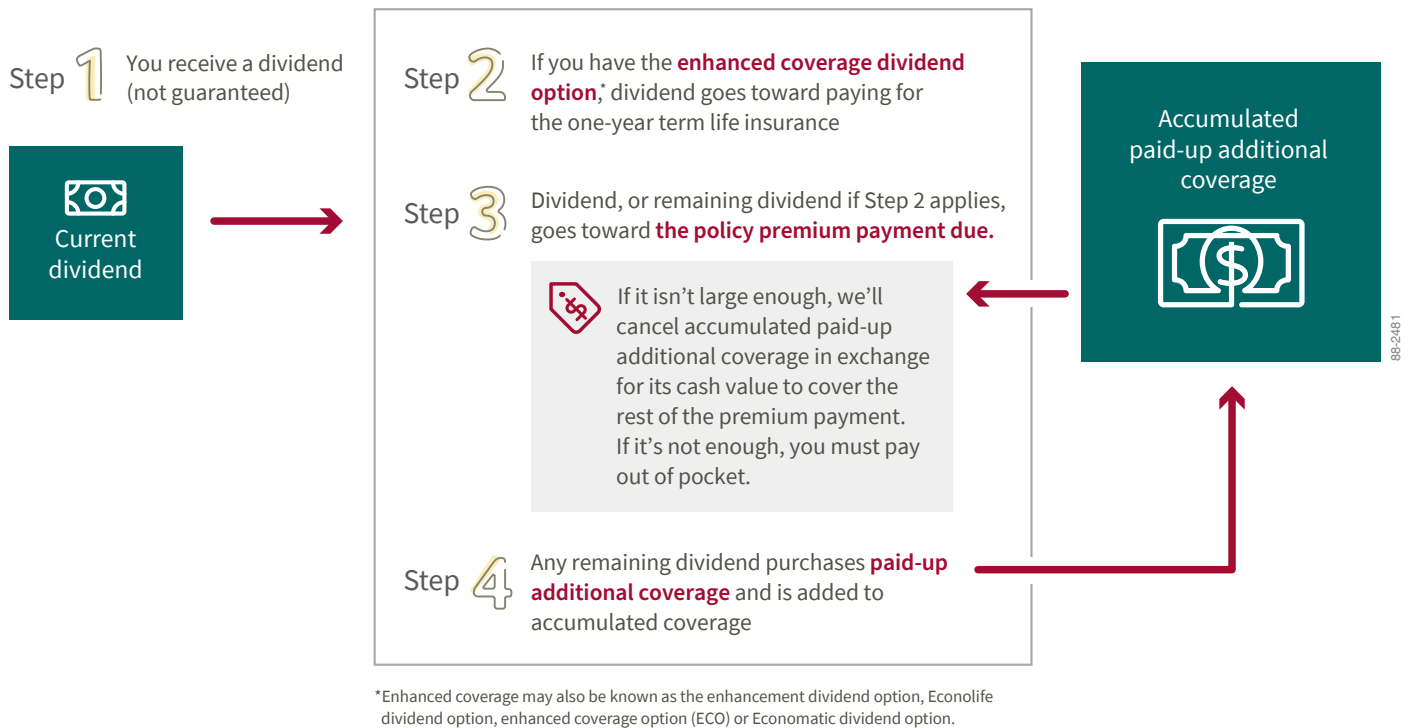 Step 1
You receive a dividend
(not guaranteed)
Current
dividend
Step 2
If you have the enhanced coverage dividend
option,* dividend goes toward paying for
the one-year term life insurance
Step 3
Dividend, or remaining dividend if Step 2 applies,
goes toward the policy premium payment due.
If it isn’t large enough, we’ll
cancel accumulated paid-up
additional coverage in exchange
for its cash value to cover the
rest of the premium payment.
If it’s not enough, you must pay
out of pocket.
Step 4
Any remaining dividend purchases paid-up
additional coverage and is added to
accumulated coverage
Accumulated
paid-up additional
coverage
$
88-2481
*Enhanced coverage may also be known as the enhancement dividend option, Econolife
dividend option, enhanced coverage option (ECO) or Economatic dividend option.